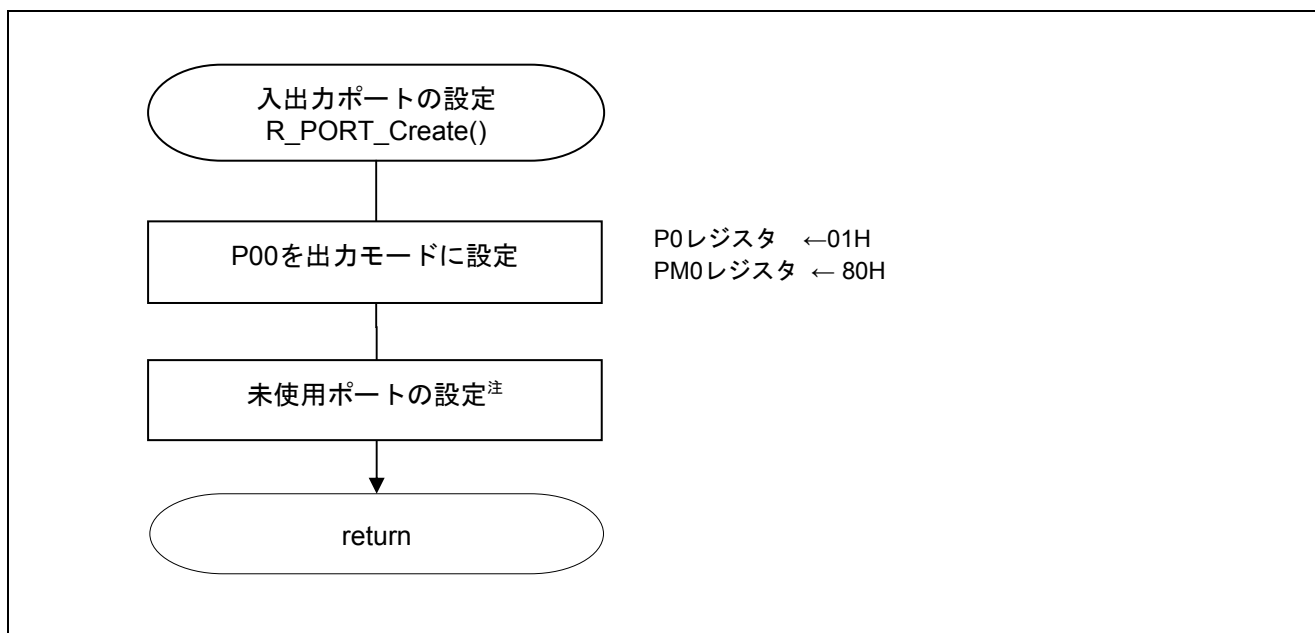 入出力ポートの設定
R_PORT_Create()
P00を出力モードに設定
P0レジスタ ←01H
PM0レジスタ ← 80H
未使用ポートの設定注
return